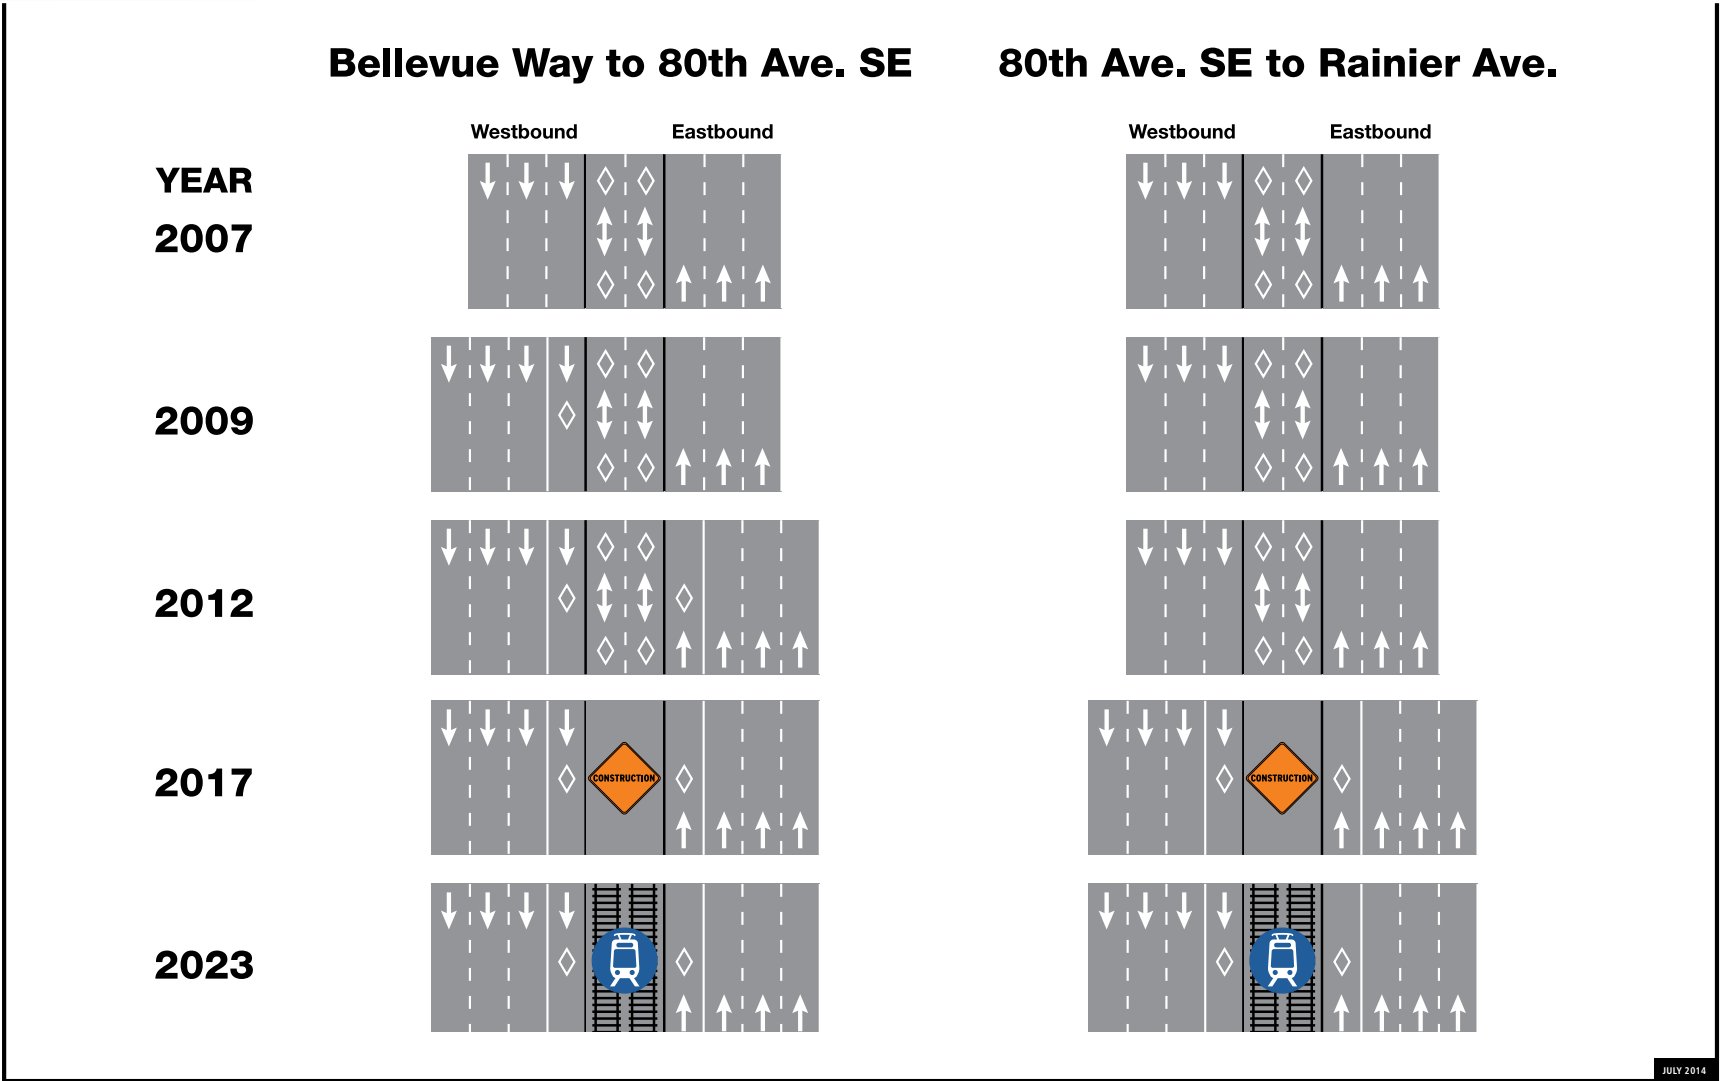 Bellevue Way to 80th Ave. SE
80th Ave. SE to Rainier Ave.
Westbound
Eastbound
Westbound
Eastbound
YEAR
2007
2009
2012
2017
CONSTRUCTION
CONSTRUCTION
2023
JULY 2014